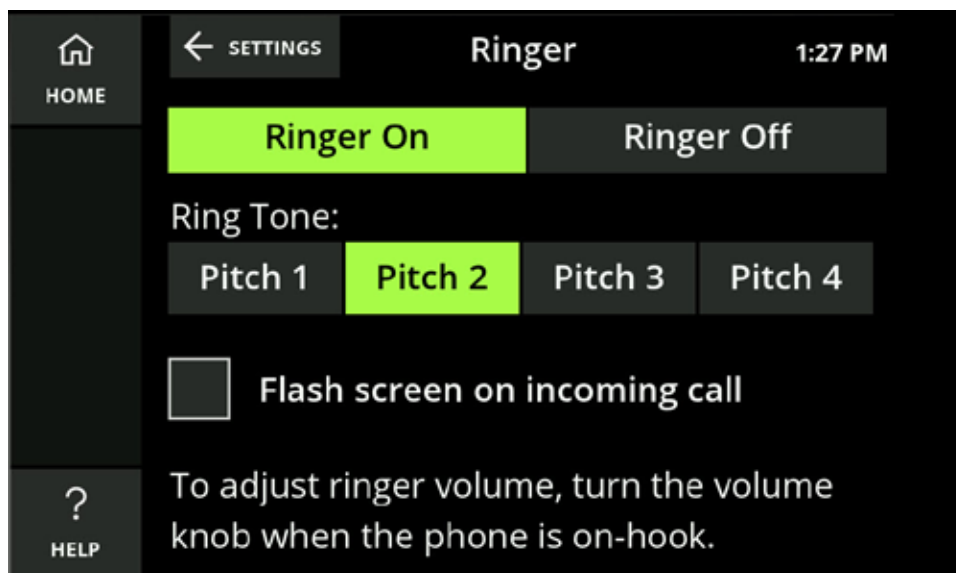 HOME
SETTINGS
Ringer
1:27 PM
Ringer On
Ringer Off
Ring Tone:
Pitch 1
Pitch 2
Pitch 3
Pitch 4
Flash screen on incoming call
To adjust ringer volume, turn the volume
knob when the phone is on-hook.
?
HELP